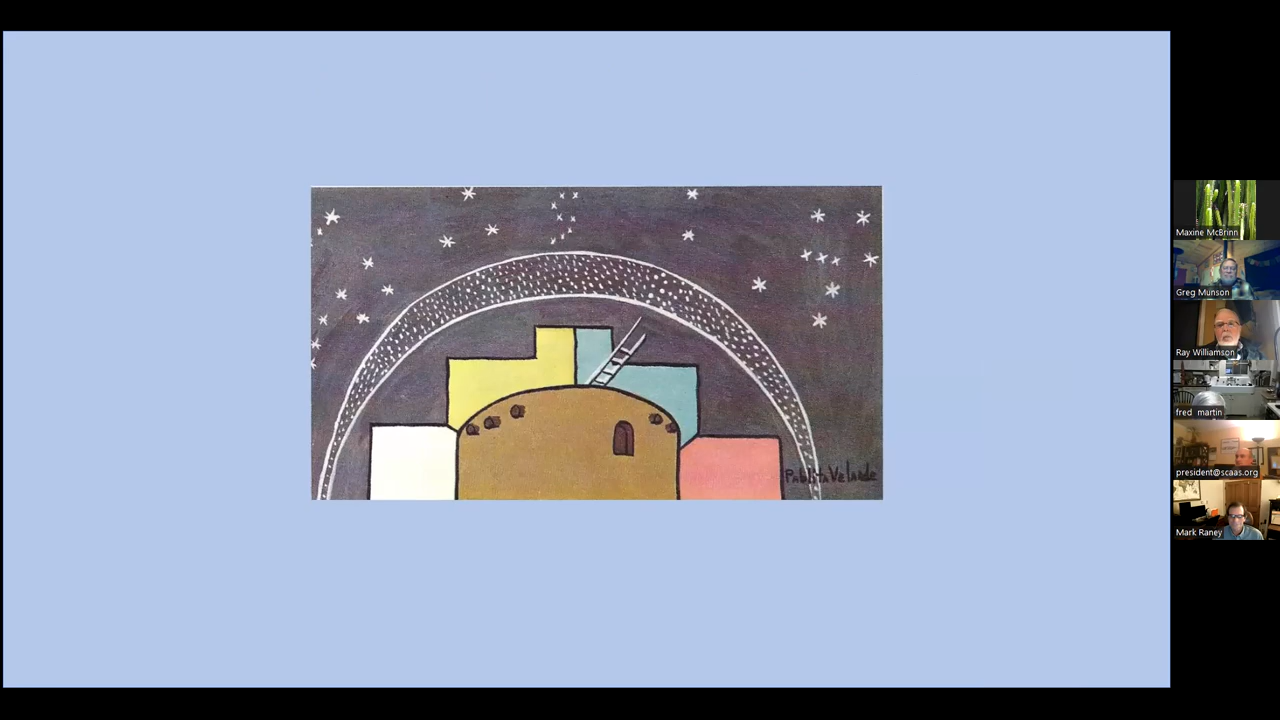 Pablita Velarde
Maxine McBrinn
Greg Munson
Ray Williamson
fred martin
president@scaas.org
Mark Raney